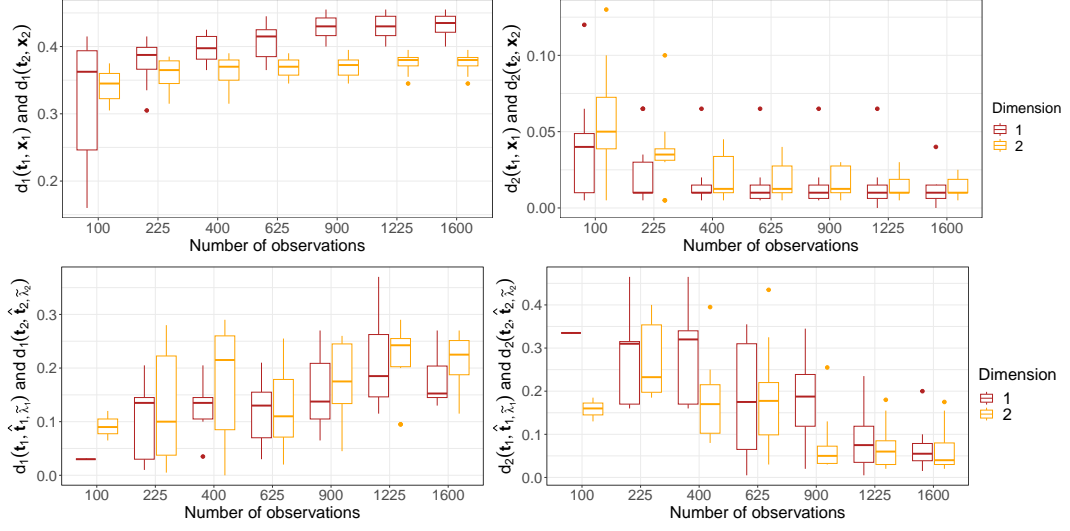 d₁(t₁, x₁) and d₁(t₂, x₂)
0.4
0.3
0.2
100 225 400 625 900 1225 1600
Number of observations
d₂(t₁, x₁) and d₂(t₂, x₂)
0.10
0.05
0.00
100 225 400 625 900 1225 1600
Number of observations
Dimension
1
2
d₁(t₁, t̂₁,λ̃₁) and d₁(t₂, t̂₂,λ̃₂)
0.3
0.2
0.1
0.0
100 225 400 625 900 1225 1600
Number of observations
d₂(t₁, t̂₁,λ̃₁) and d₂(t₂, t̂₂,λ̃₂)
0.4
0.3
0.2
0.1
0.0
100 225 400 625 900 1225 1600
Number of observations
Dimension
1
2